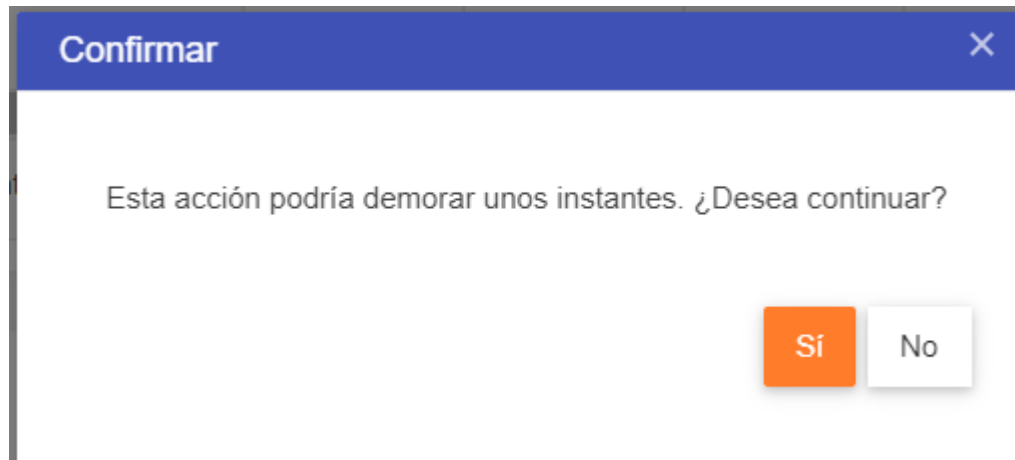 Confirmar
Esta acción podría demorar unos instantes. ¿Desea continuar?
Sí No